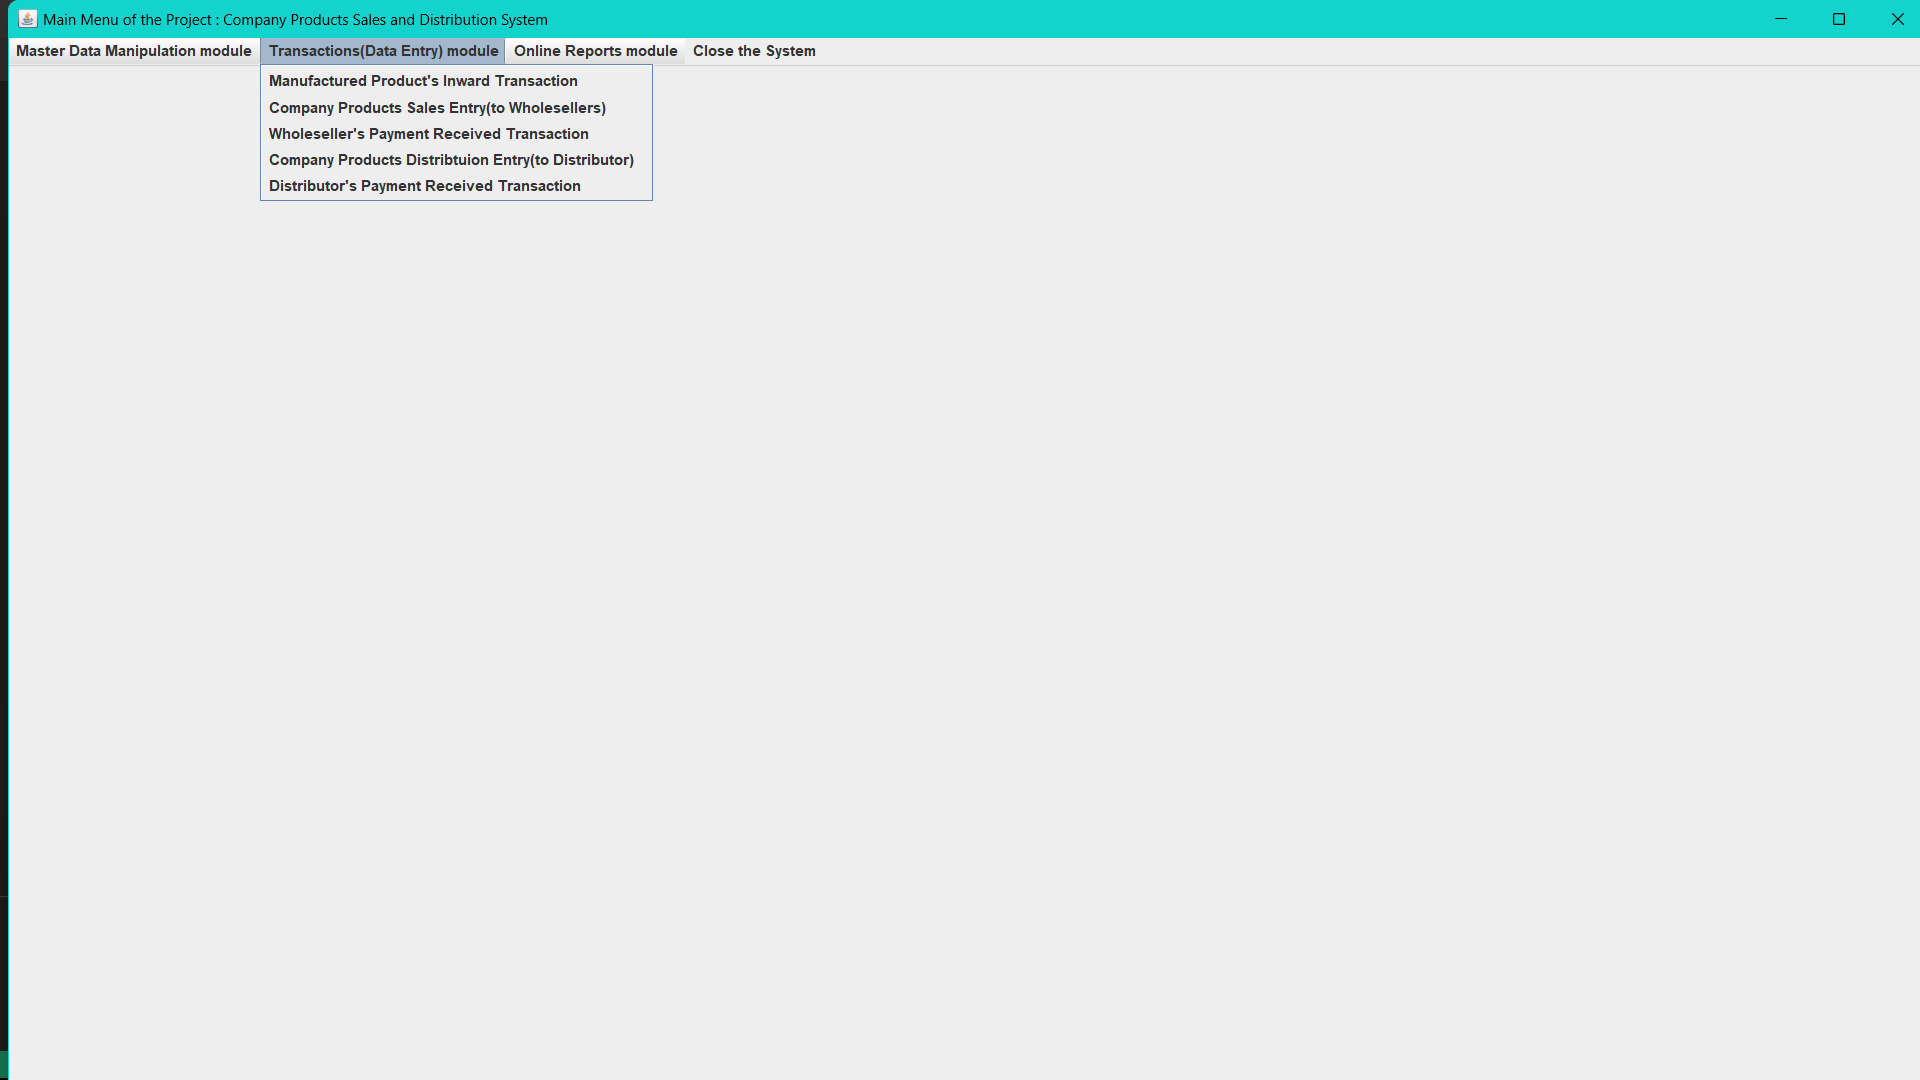 Main Menu of the Project : Company Products Sales and Distribution System
Master Data Manipulation module Transactions(Data Entry) module Online Reports module Close the System
Manufactured Product's Inward Transaction
Company Products Sales Entry(to Wholesellers)
Wholeseller's Payment Received Transaction
Company Products Distribtuion Entry(to Distributor)
Distributor's Payment Received Transaction